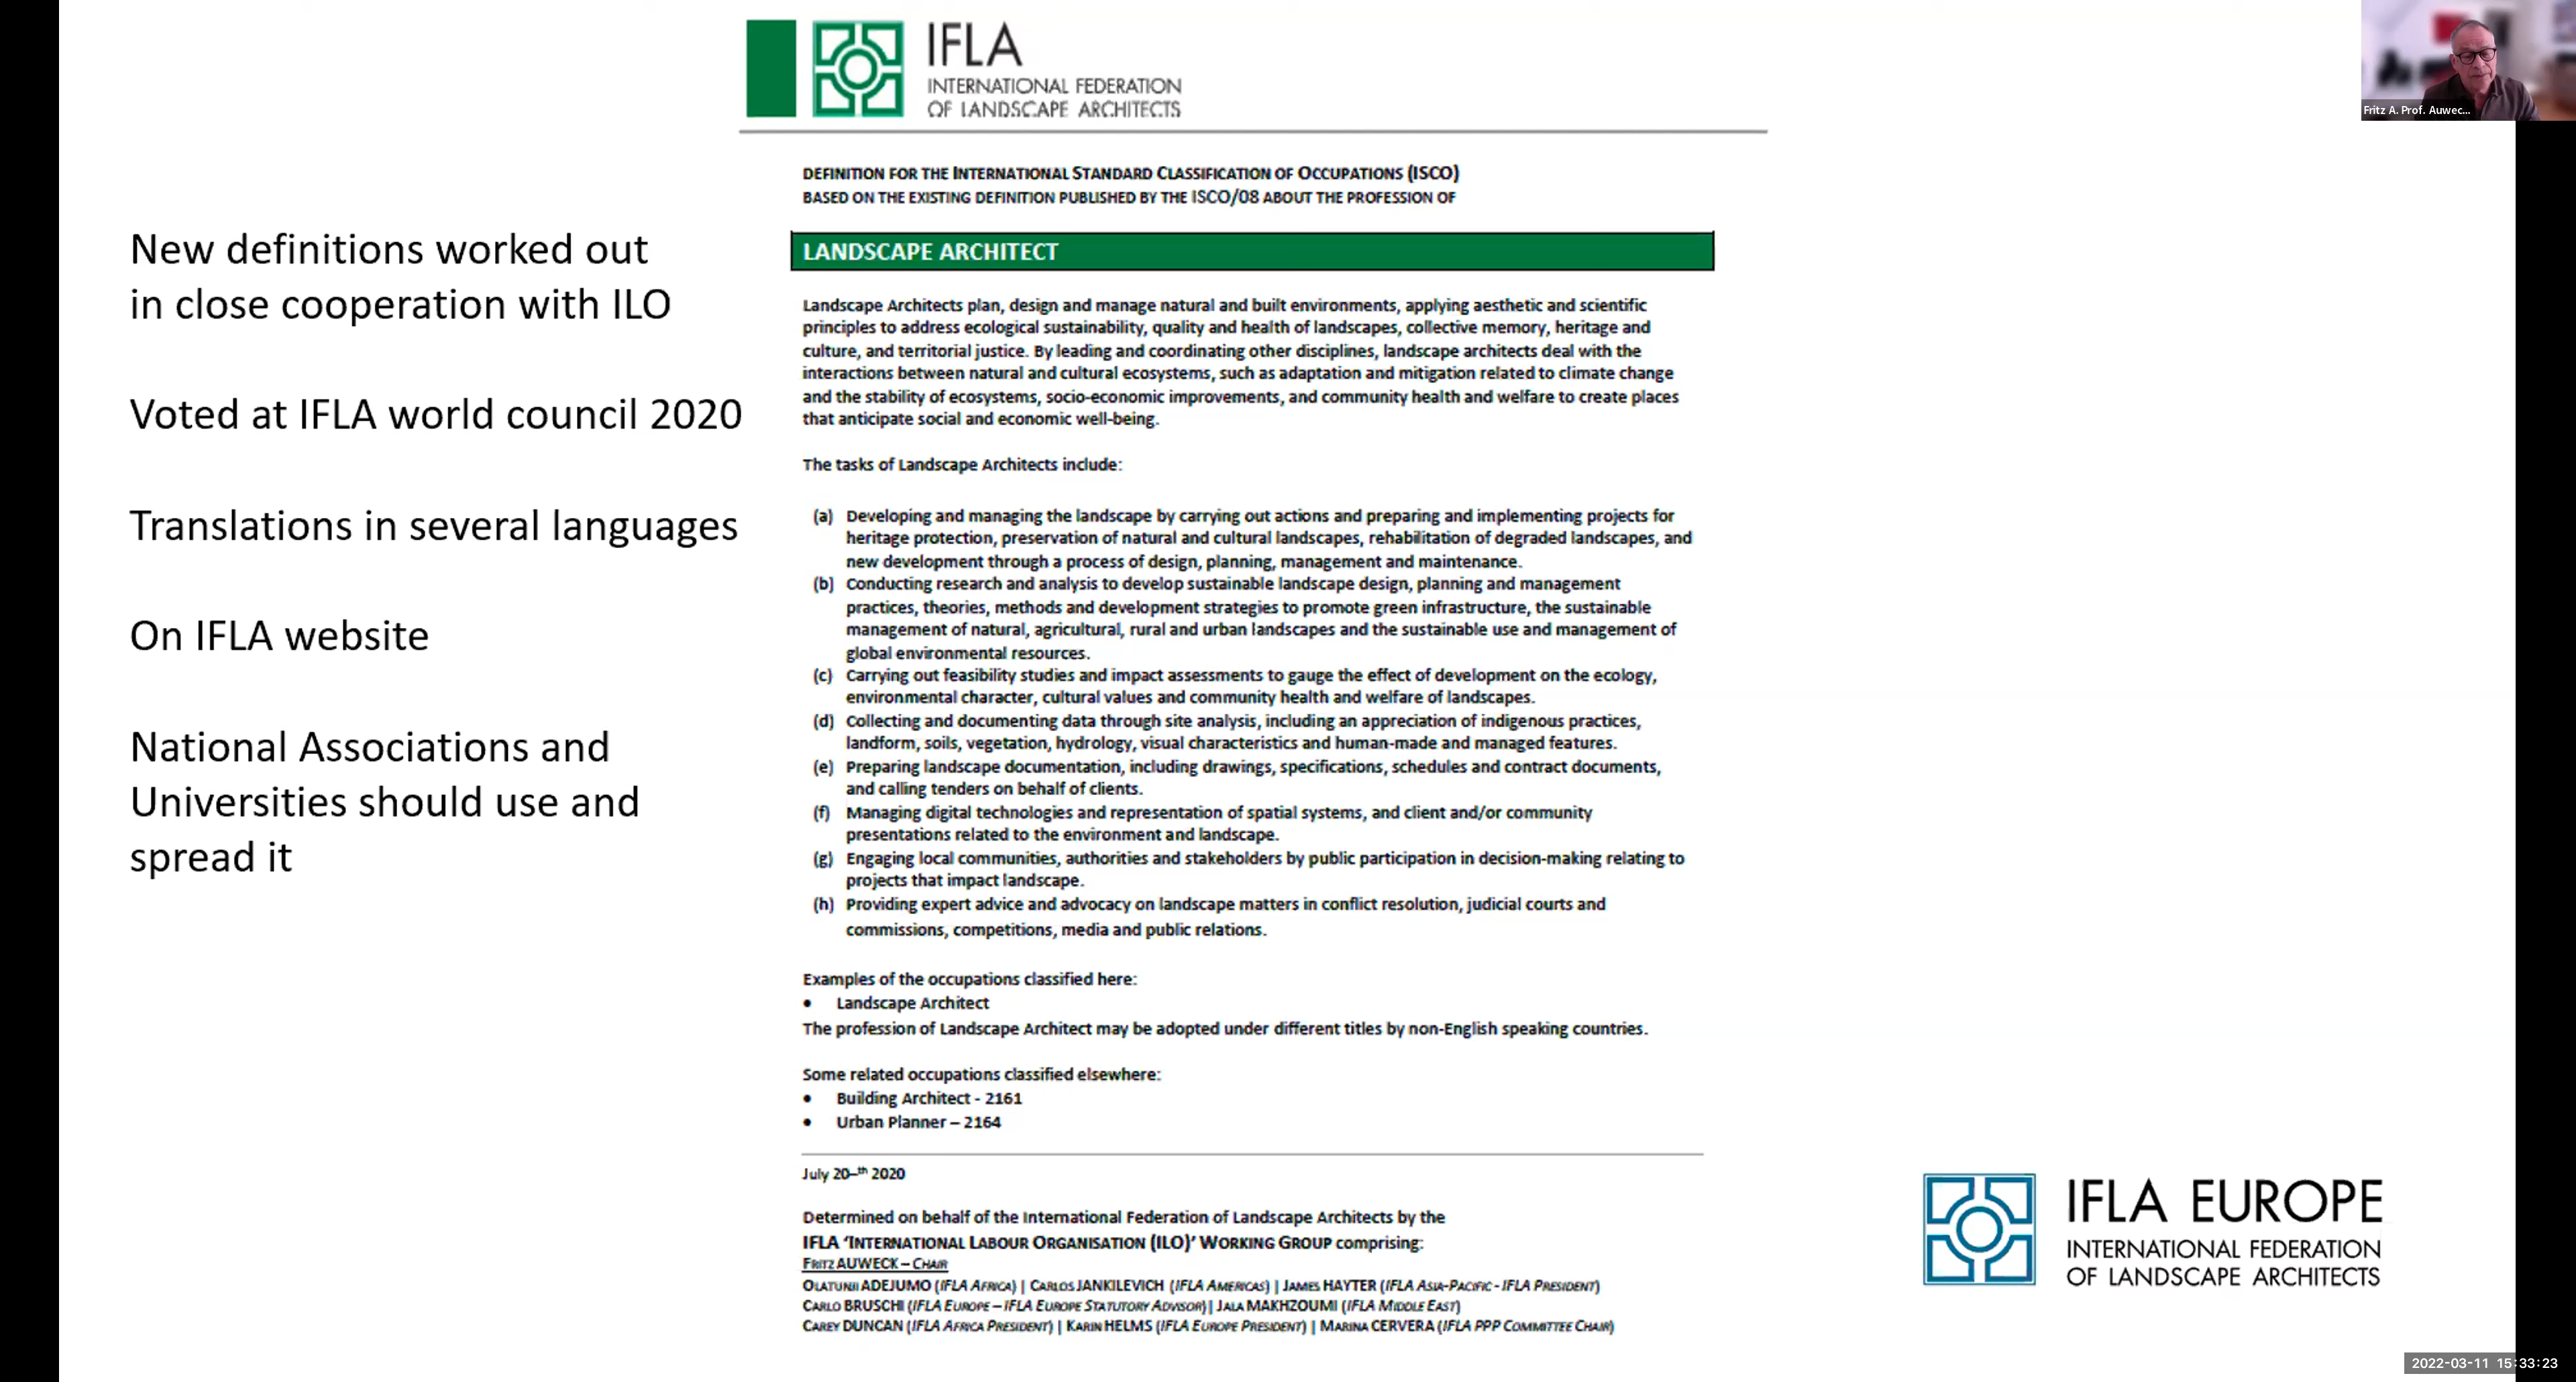 IFLA
INTERNATIONAL FEDERATION
OF LANDSCAPE ARCHITECTS
Fritz A. Prof. Auwec...
New definitions worked out
in close cooperation with ILO
Voted at IFLA world council 2020
Translations in several languages
On IFLA website
National Associations and
Universities should use and
spread it
DEFINITION FOR THE INTERNATIONAL STANDARD CLASSIFICATION OF OCCUPATIONS (ISCO)
BASED ON THE EXISTING DEFINITION PUBLISHED BY THE ISCO/08 ABOUT THE PROFESSION OF
LANDSCAPE ARCHITECT
Landscape Architects plan, design and manage natural and built environments, applying aesthetic and scientific
principles to address ecological sustainability, quality and health of landscapes, collective memory, heritage and
culture, and territorial justice. By leading and coordinating other disciplines, landscape architects deal with the
interactions between natural and cultural ecosystems, such as adaptation and mitigation related to climate change
and the stability of ecosystems, socio-economic improvements, and community health and welfare to create places
that anticipate social and economic well-being.
The tasks of Landscape Architects include:
(a) Developing and managing the landscape by carrying out actions and preparing and implementing projects for
heritage protection, preservation of natural and cultural landscapes, rehabilitation of degraded landscapes, and
new development through a process of design, planning, management and maintenance.
(b) Conducting research and analysis to develop sustainable landscape design, planning and management
practices, theories, methods and development strategies to promote green infrastructure, the sustainable
management of natural, agricultural, rural and urban landscapes and the sustainable use and management of
global environmental resources.
(c) Carrying out feasibility studies and impact assessments to gauge the effect of development on the ecology,
environmental character, cultural values and community health and welfare of landscapes.
(d) Collecting and documenting data through site analysis, including an appreciation of indigenous practices,
landform, soils, vegetation, hydrology, visual characteristics and human-made and managed features.
(e) Preparing landscape documentation, including drawings, specifications, schedules and contract documents,
and calling tenders on behalf of clients.
(f) Managing digital technologies and representation of spatial systems, and client and/or community
presentations related to the environment and landscape.
(g) Engaging local communities, authorities and stakeholders by public participation in decision-making relating to
projects that impact landscape.
(h) Providing expert advice and advocacy on landscape matters in conflict resolution, judicial courts and
commissions, competitions, media and public relations.
Examples of the occupations classified here:
• Landscape Architect
The profession of Landscape Architect may be adopted under different titles by non-English speaking countries.
Some related occupations classified elsewhere:
• Building Architect - 2161
• Urban Planner – 2164
July 20–th 2020
Determined on behalf of the International Federation of Landscape Architects by the
IFLA ‘INTERNATIONAL LABOUR ORGANISATION (ILO)’ WORKING GROUP comprising:
FRITZ AUWECK – CHAIR
OLATUNJI ADEJUMO (IFLA AFRICA) | CARLOS JANKILEVICH (IFLA AMERICAS) | JAMES HAYTER (IFLA ASIA-PACIFIC - IFLA PRESIDENT)
CARLO BRUSCHI (IFLA EUROPE – IFLA EUROPE STATUTORY ADVISOR) | JALA MAKHZOUMI (IFLA MIDDLE EAST)
CAREY DUNCAN (IFLA AFRICA PRESIDENT) | KARIN HELMS (IFLA EUROPE PRESIDENT) | MARINA CERVERA (IFLA PPP COMMITTEE CHAIR)
IFLA EUROPE
INTERNATIONAL FEDERATION
OF LANDSCAPE ARCHITECTS
2022-03-11 15:33:23